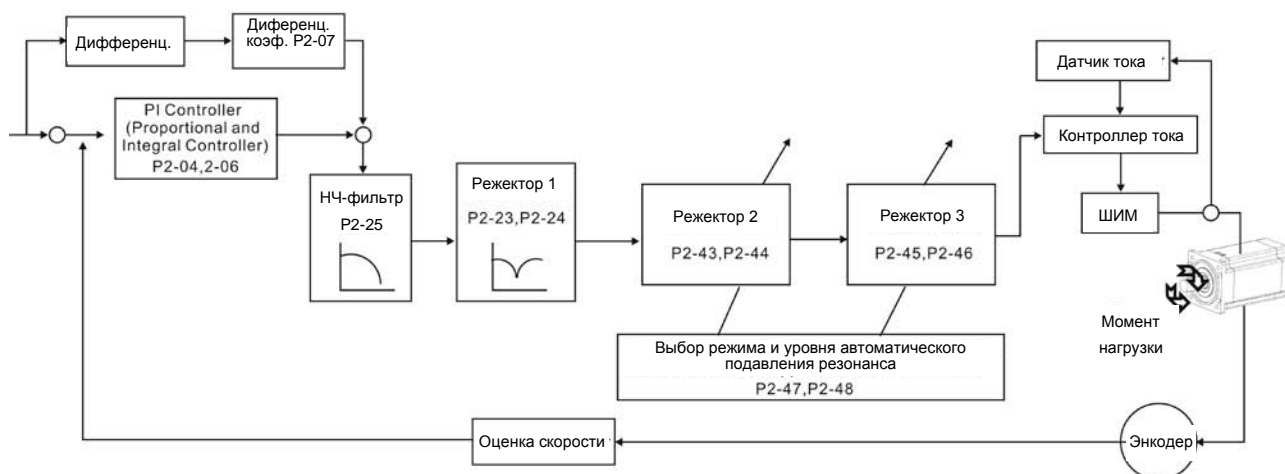 Дифференц.
Диференц.
коэф. P2-07
PI Controller
(Proportional and
Integral Controller)
P2-04,2-06
НЧ-фильтр
P2-25
Режектор 1
P2-23,P2-24
Режектор 2
P2-43,P2-44
Режектор 3
P2-45,P2-46
Датчик тока
Контроллер тока
ШИМ
Момент
нагрузки
Выбор режима и уровня автоматического
подавления резонанса
P2-47,P2-48
Оценка скорости
Энкодер